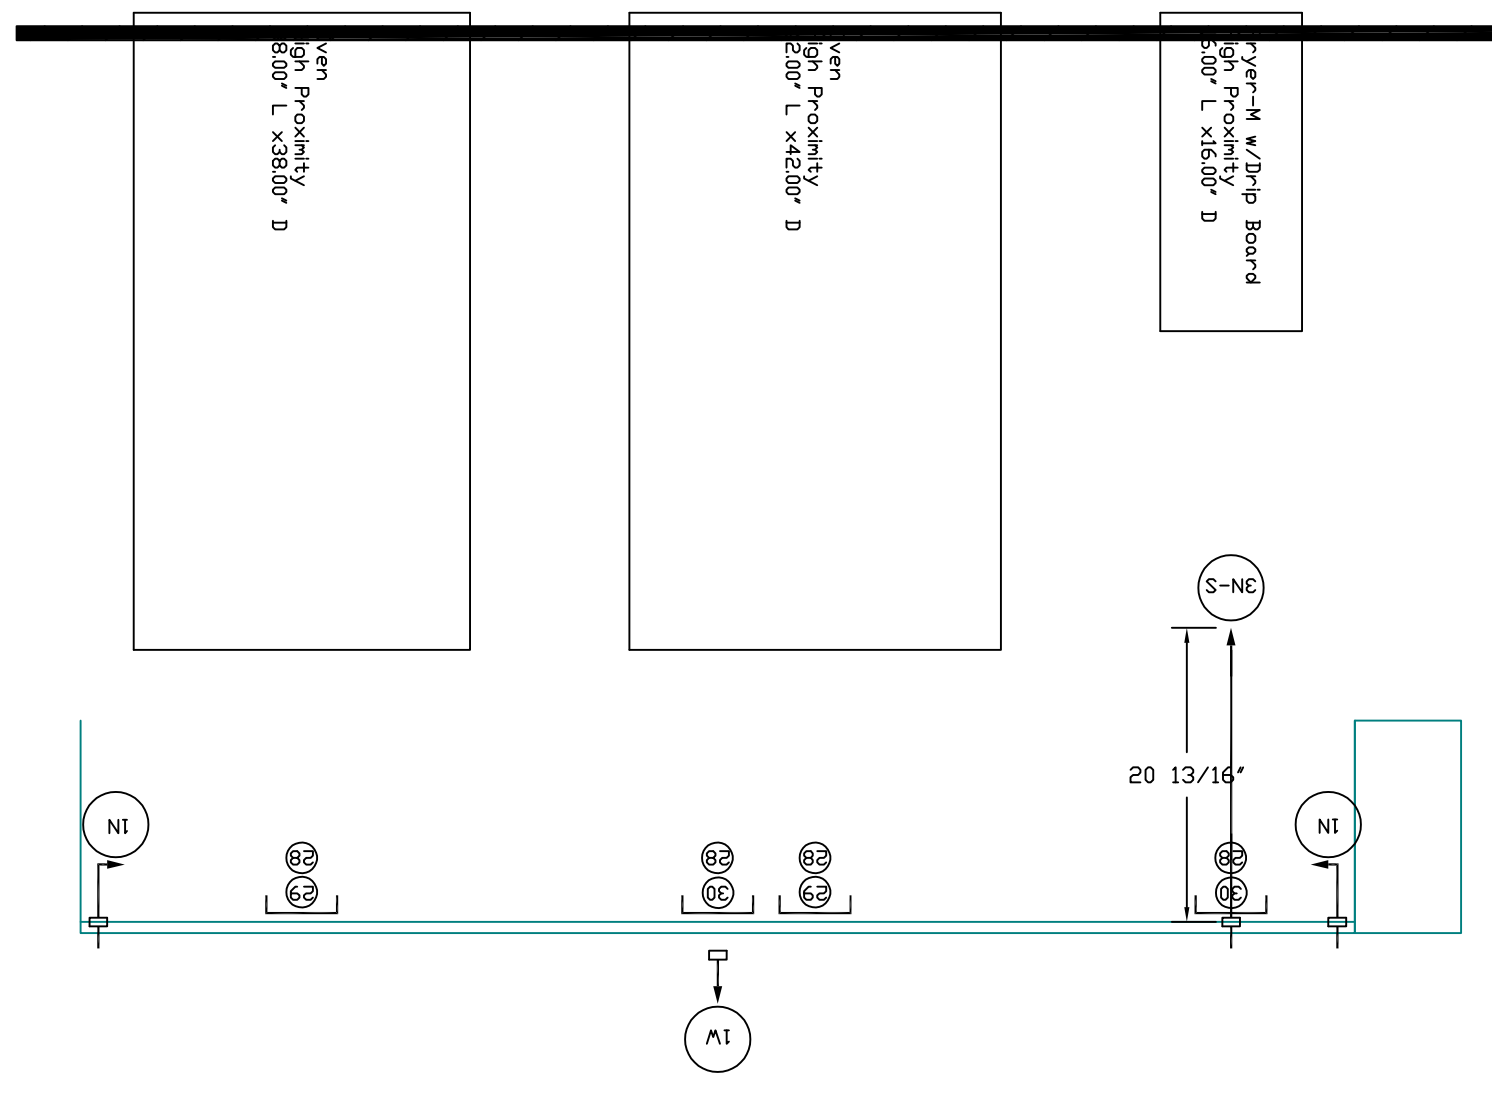 ven
igh Proximity
8.00" L x38.00" D
ven
igh Proximity
2.00" L x42.00" D
ryer-M w/Drip Board
igh Proximity
6.00" L x16.00" D
3N-S
20 13/16"
1N
1N
28
29
28
30
28
29
28
30
1W